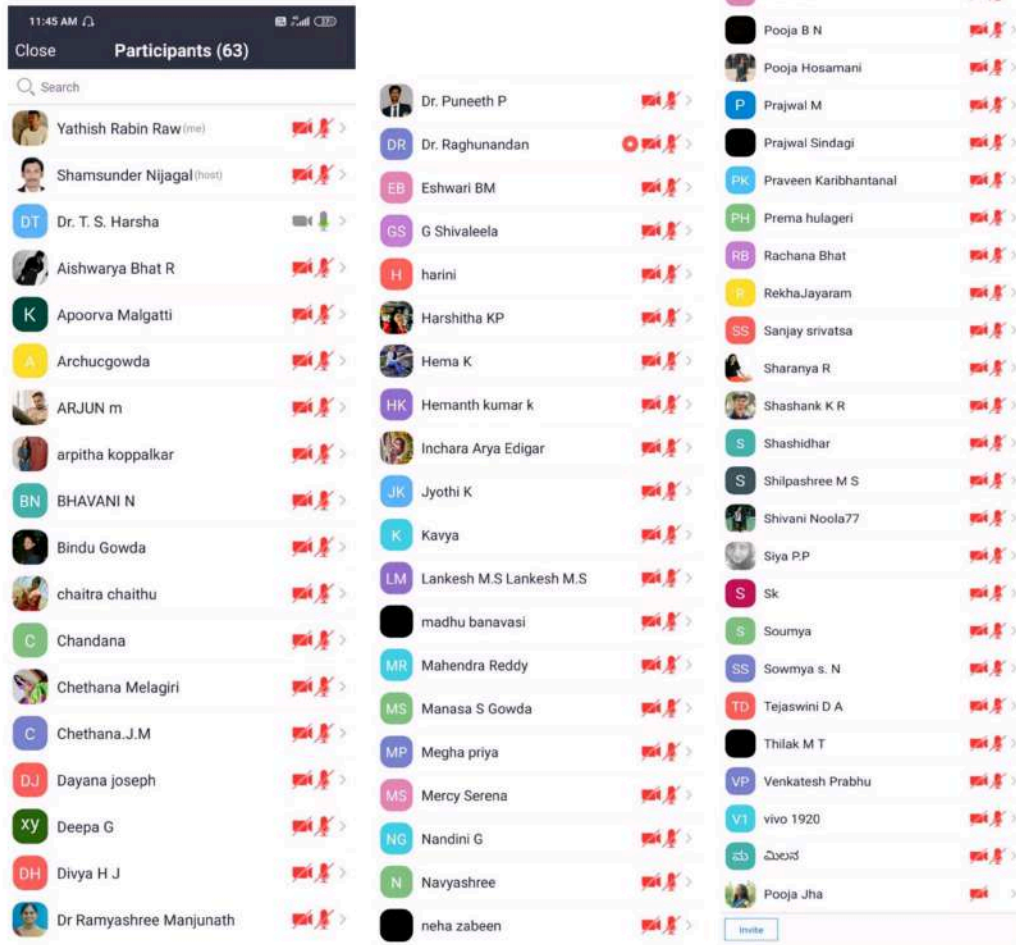 11:45 AM
Close Participants (63)
Search
Yathish Rabin Raw(me)
Shamsunder Nijagal(host)
DT Dr. T. S. Harsha
Aishwarya Bhat R
K Apoorva Malgatti
A Archucgowda
ARJUN m
arpitha koppalkar
BN BHAVANI N
Bindu Gowda
chaitra chaithu
C Chandana
Chethana Melagiri
C Chethana.J.M
DJ Dayana joseph
xy Deepa G
DH Divya H J
Dr Ramyashree Manjunath
Dr. Puneeth P
DR Dr. Raghunandan
EB Eshwari BM
GS G Shivaleela
H harini
Harshitha KP
Hema K
HK Hemanth kumar k
Inchara Arya Edigar
JK Jyothi K
K Kavya
LM Lankesh M.S Lankesh M.S
madhu banavasi
MR Mahendra Reddy
MS Manasa S Gowda
MP Megha priya
MS Mercy Serena
NG Nandini G
N Navyashree
neha zabeen
Pooja B N
Pooja Hosamani
P Prajwal M
Prajwal Sindagi
PK Praveen Karibhantanal
PH Prema hulageri
RB Rachana Bhat
R RekhaJayaram
SS Sanjay srivatsa
Sharanya R
Shashank K R
S Shashidhar
S Shilpashree M S
Shivani Noola77
Siya P.P
S Sk
S Soumya
SS Sowmya s. N
TD Tejaswini D A
Thilak M T
VP Venkatesh Prabhu
V1 vivo 1920
ಮ ಮಿಲನ
Pooja Jha
Invite